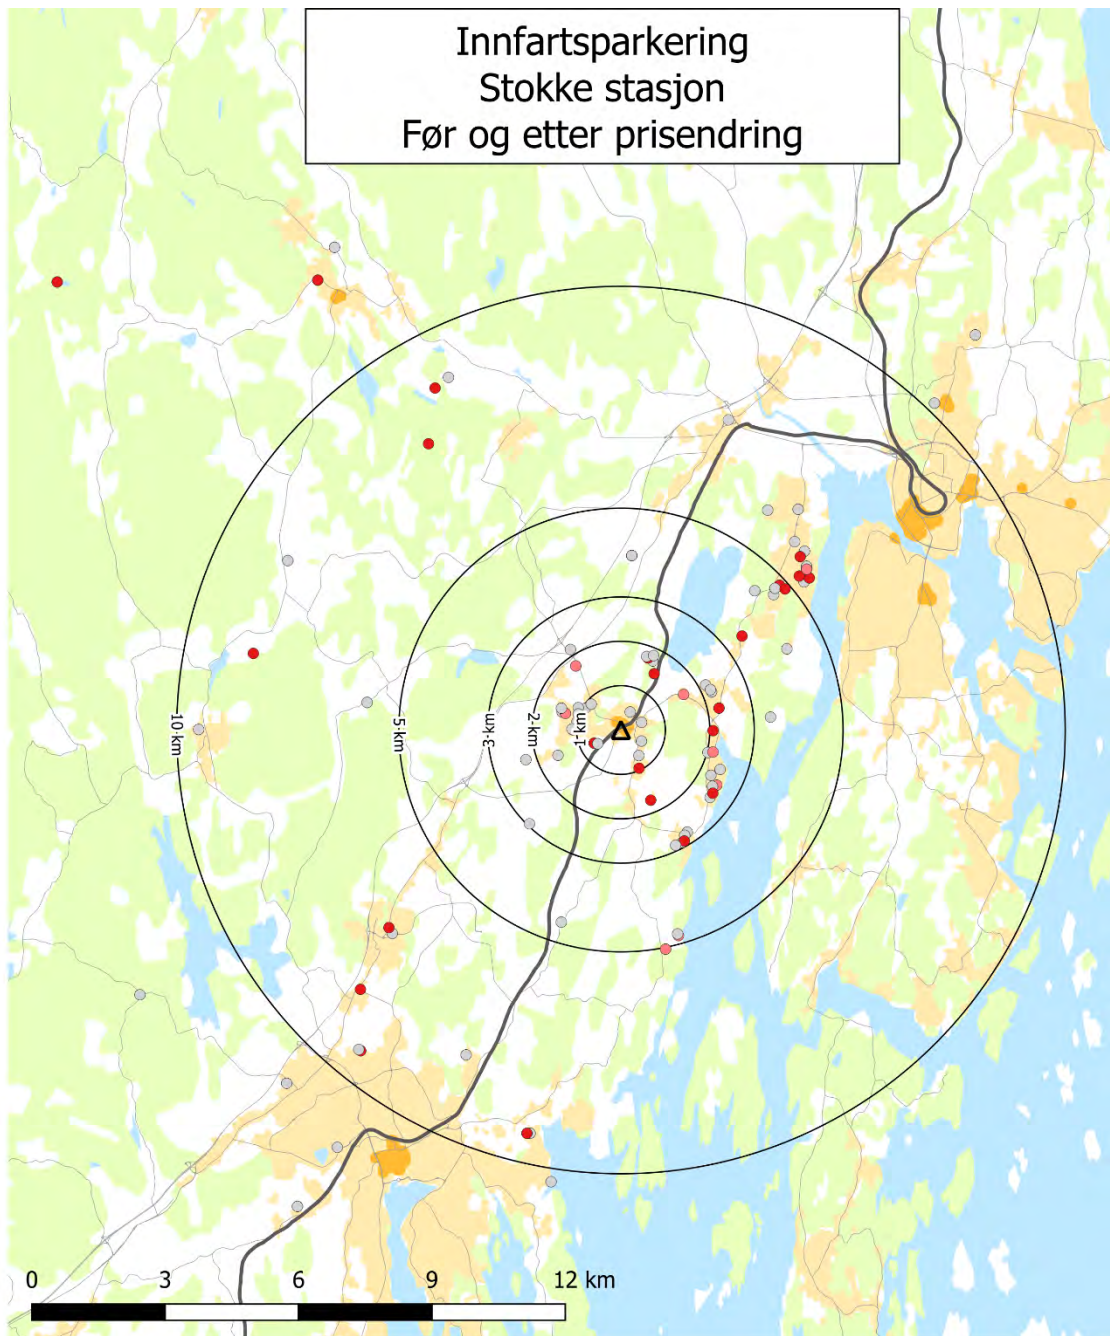 Innfartsparkering
Stokke stasjon
Før og etter prisendring
10 km
5 km
3 km
2 km
1 km
0 3 6 9 12 km